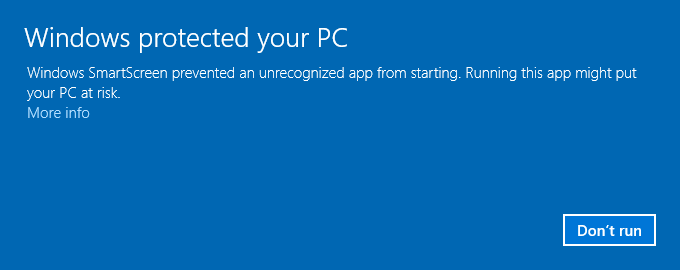 Windows protected your PC
Windows SmartScreen prevented an unrecognized app from starting. Running this app might put
your PC at risk.
More info
Don’t run